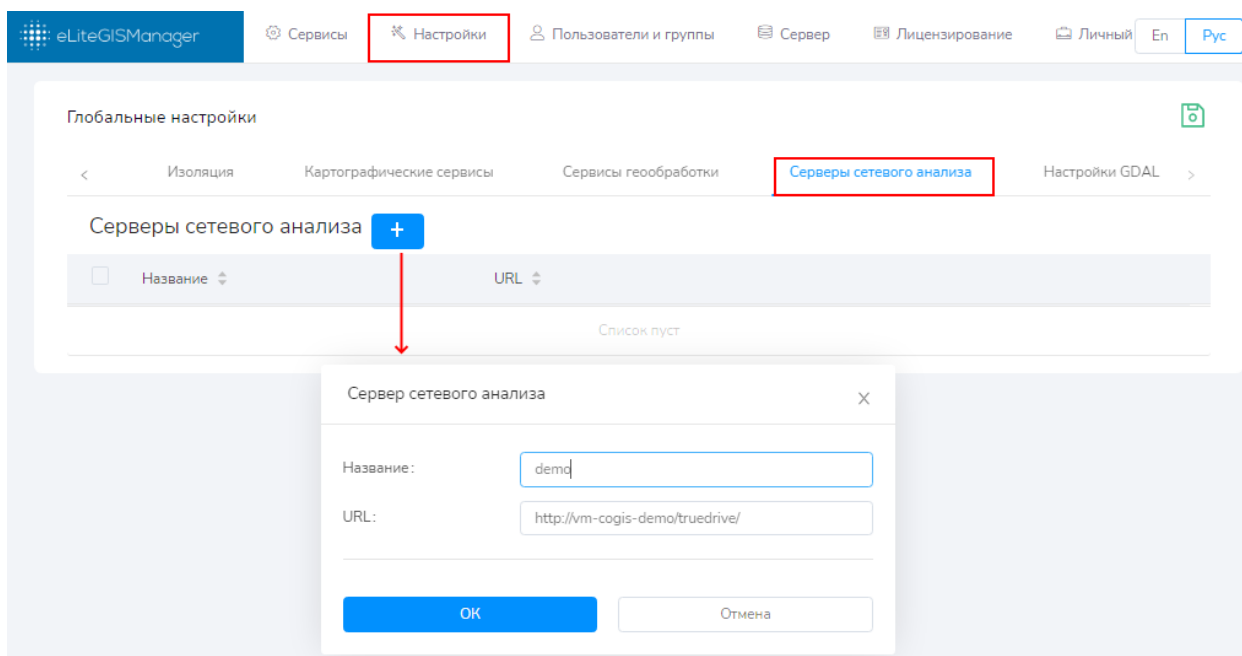 eLiteGISManager Сервисы Настройки Пользователи и группы Сервер Лицензирование Личный En Рус
Глобальные настройки
< Изоляция Картографические сервисы Сервисы геообработки Серверы сетевого анализа Настройки GDAL >
Серверы сетевого анализа +
Название URL
Список пуст
Сервер сетевого анализа X
Название: demo
URL: http://vm-cogis-demo/truedrive/
ОК Отмена